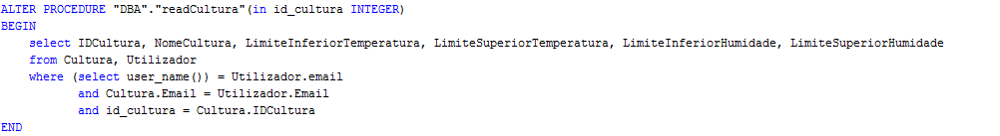 ALTER PROCEDURE "DBA"."readCultura"(in id_cultura INTEGER)
BEGIN
    select IDCultura, NomeCultura, LimiteInferiorTemperatura, LimiteSuperiorTemperatura, LimiteInferiorHumidade, LimiteSuperiorHumidade
    from Cultura, Utilizador
    where (select user_name()) = Utilizador.email
           and Cultura.Email = Utilizador.Email
           and id_cultura = Cultura.IDCultura
END